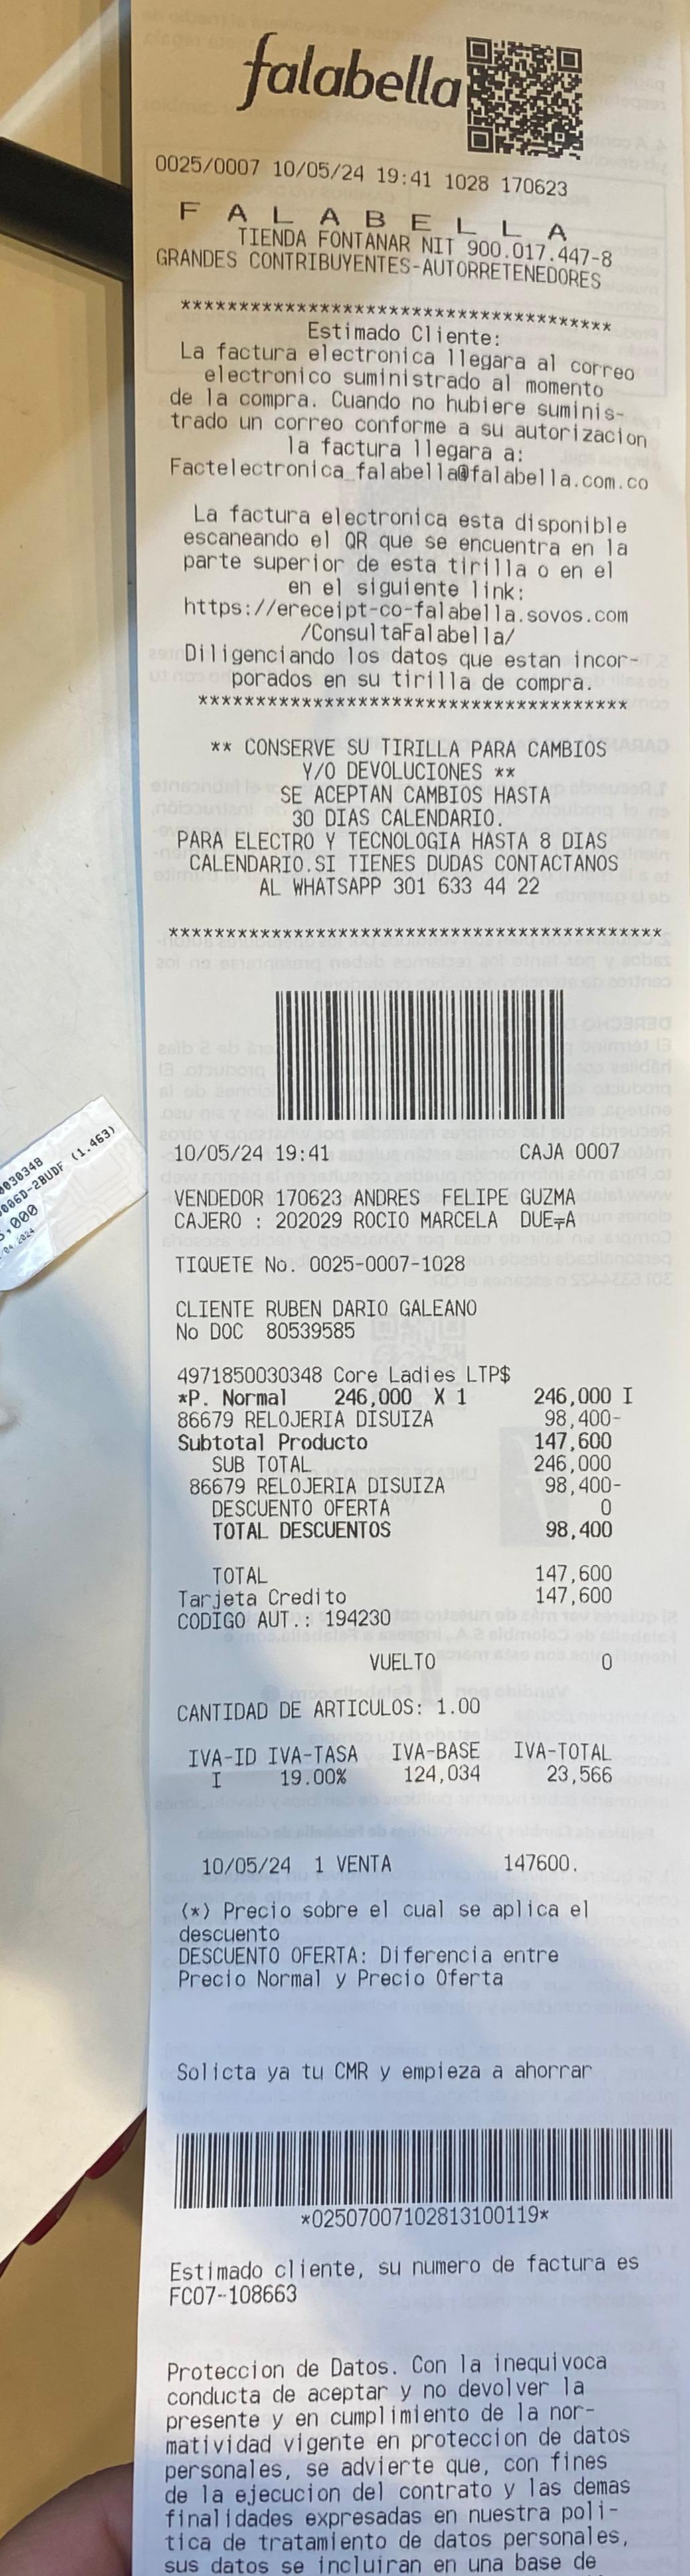 falabella
0025/0007 10/05/24 19:41 1028 170623
F A L A B E L L A
TIENDA FONTANAR NIT 900.017.447-8
GRANDES CONTRIBUYENTES-AUTORRETENEDORES
*************************************
Estimado Cliente:
La factura electronica llegara al correo
electronico suministrado al momento
de la compra. Cuando no hubiere suminis-
trado un correo conforme a su autorizacion
la factura llegara a:
Factelectronica_falabella@falabella.com.co
La factura electronica esta disponible
escaneando el QR que se encuentra en la
parte superior de esta tirilla o en el
en el siguiente link:
https://ereceipt-co-falabella.sovos.com
/ConsultaFalabella/
Diligenciando los datos que estan incor-
porados en su tirilla de compra.
*************************************
** CONSERVE SU TIRILLA PARA CAMBIOS
Y/O DEVOLUCIONES **
SE ACEPTAN CAMBIOS HASTA
30 DIAS CALENDARIO.
PARA ELECTRO Y TECNOLOGIA HASTA 8 DIAS
CALENDARIO.SI TIENES DUDAS CONTACTANOS
AL WHATSAPP 301 633 44 22
******************************************
10/05/24 19:41 CAJA 0007
VENDEDOR 170623 ANDRES FELIPE GUZMA
CAJERO : 202029 ROCIO MARCELA DUE╤A
TIQUETE No. 0025-0007-1028
CLIENTE RUBEN DARIO GALEANO
No DOC 80539585
4971850030348 Core Ladies LTP$
*P. Normal 246,000 X 1 246,000 I
86679 RELOJERIA DISUIZA 98,400-
Subtotal Producto 147,600
SUB TOTAL 246,000
86679 RELOJERIA DISUIZA 98,400-
DESCUENTO OFERTA 0
TOTAL DESCUENTOS 98,400
TOTAL 147,600
Tarjeta Credito 147,600
CODIGO AUT.: 194230
VUELTO 0
CANTIDAD DE ARTICULOS: 1.00
IVA-ID IVA-TASA IVA-BASE IVA-TOTAL
I 19.00% 124,034 23,566
10/05/24 1 VENTA 147600.
(*) Precio sobre el cual se aplica el
descuento
DESCUENTO OFERTA: Diferencia entre
Precio Normal y Precio Oferta
Solicta ya tu CMR y empieza a ahorrar
*02507007102813100119*
Estimado cliente, su numero de factura es
FC07-108663
Proteccion de Datos. Con la inequivoca
conducta de aceptar y no devolver la
presente y en cumplimiento de la nor-
matividad vigente en proteccion de datos
personales, se advierte que, con fines
de la ejecucion del contrato y las demas
finalidades expresadas en nuestra poli-
tica de tratamiento de datos personales,
sus datos se incluiran en una base de